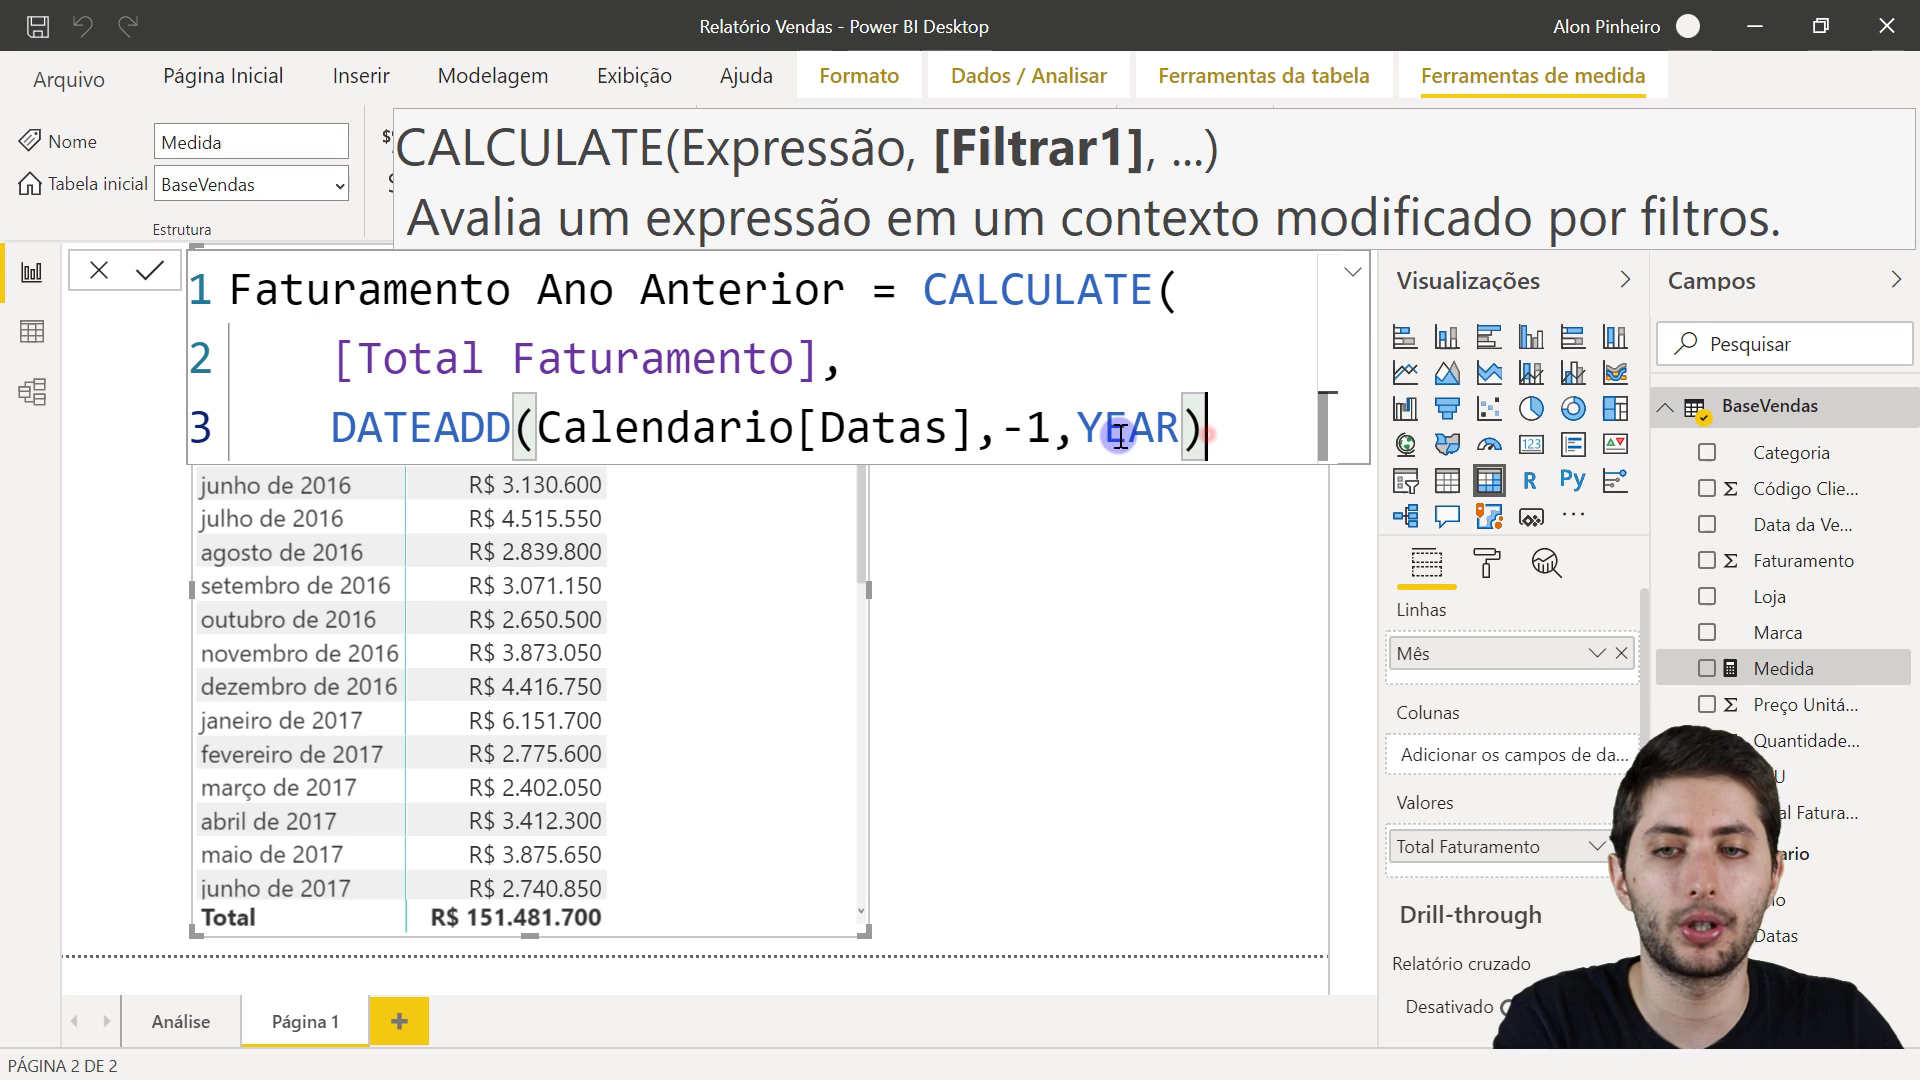 Relatório Vendas - Power BI Desktop
Alon Pinheiro
Arquivo
Página Inicial
Inserir
Modelagem
Exibição
Ajuda
Formato
Dados / Analisar
Ferramentas da tabela
Ferramentas de medida
Nome
Medida
Tabela inicial
BaseVendas
Estrutura
CALCULATE(Expressão, [Filtrar1], ...)
Avalia um expressão em um contexto modificado por filtros.
1 Faturamento Ano Anterior = CALCULATE(
2 [Total Faturamento],
3 DATEADD(Calendario[Datas],-1,YEAR)
junho de 2016 R$ 3.130.600
julho de 2016 R$ 4.515.550
agosto de 2016 R$ 2.839.800
setembro de 2016 R$ 3.071.150
outubro de 2016 R$ 2.650.500
novembro de 2016 R$ 3.873.050
dezembro de 2016 R$ 4.416.750
janeiro de 2017 R$ 6.151.700
fevereiro de 2017 R$ 2.775.600
março de 2017 R$ 2.402.050
abril de 2017 R$ 3.412.300
maio de 2017 R$ 3.875.650
junho de 2017 R$ 2.740.850
Total R$ 151.481.700
Visualizações
R
Py
123
...
Linhas
Mês
Colunas
Adicionar os campos de da...
Valores
Total Faturamento
Drill-through
Relatório cruzado
Desativado
Campos
Pesquisar
BaseVendas
Categoria
Código Clie...
Data da Ve...
Faturamento
Loja
Marca
Medida
Preço Unitá...
Quantidade...
Datas
Análise
Página 1
PÁGINA 2 DE 2